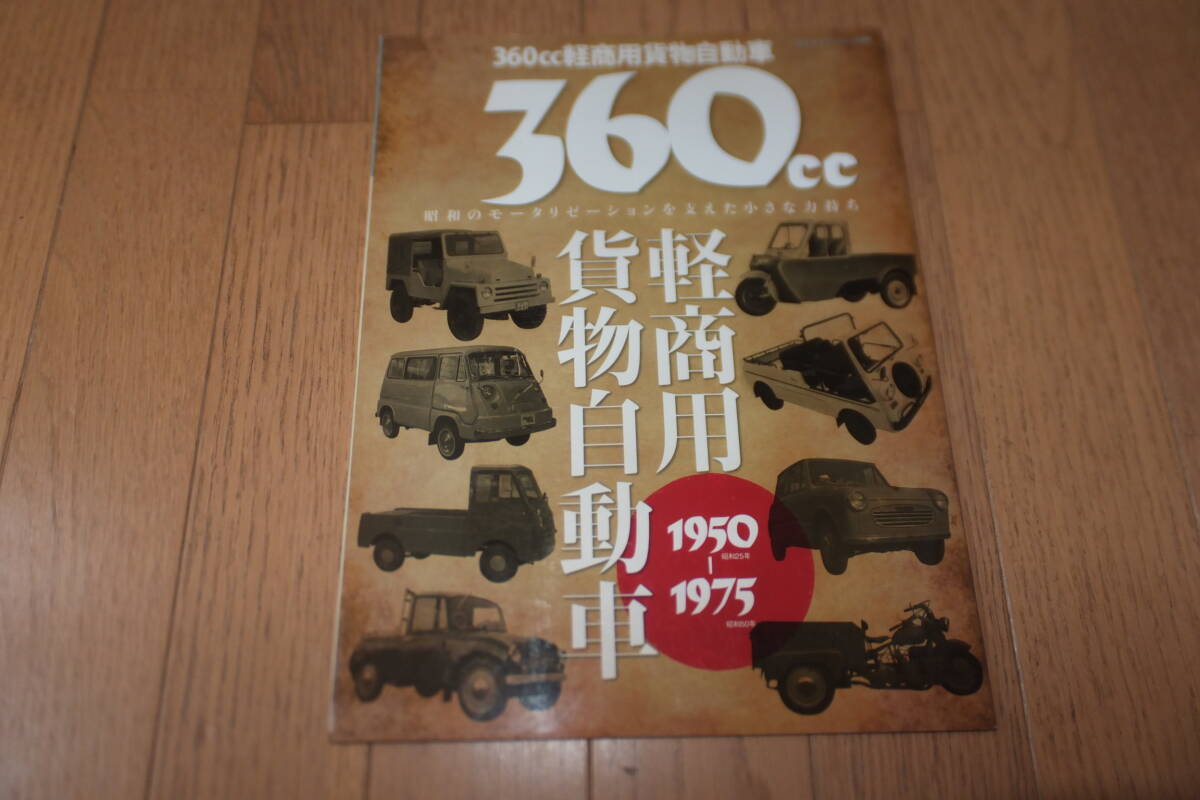 360cc軽商用貨物自動車
360cc
昭和のモータリゼーションを支えた小さな力持ち
軽商用
貨物自動車
1950
昭和25年
1975
昭和50年